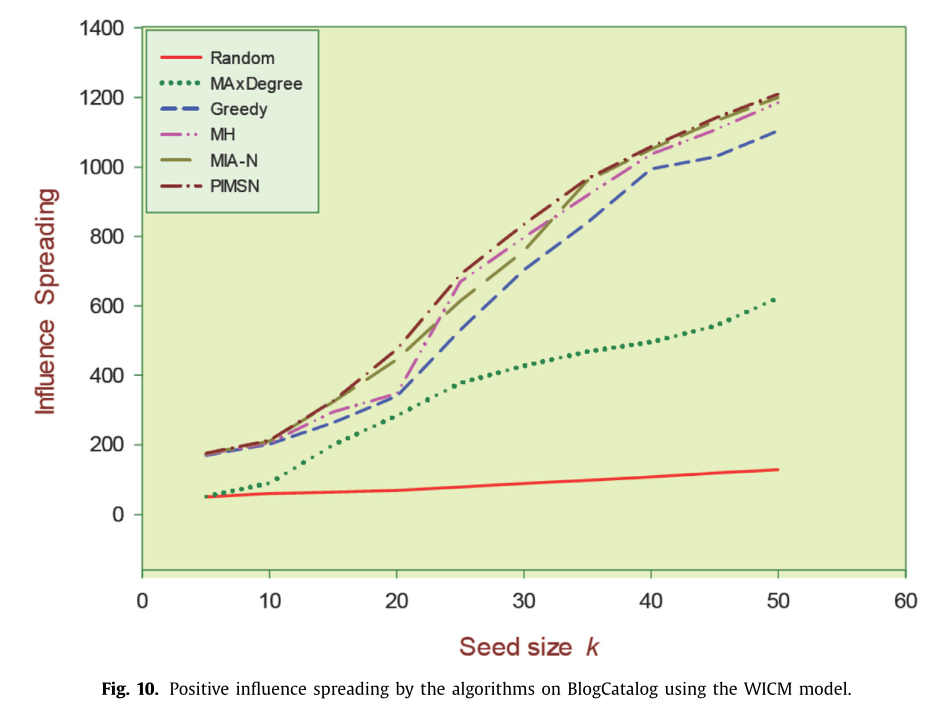 1400
1200
1000
800
600
400
200
0
Influence Spreading
Random
MAxDegree
Greedy
MH
MIA-N
PIMSN
0 10 20 30 40 50 60
Seed size k
Fig. 10. Positive influence spreading by the algorithms on BlogCatalog using the WICM model.